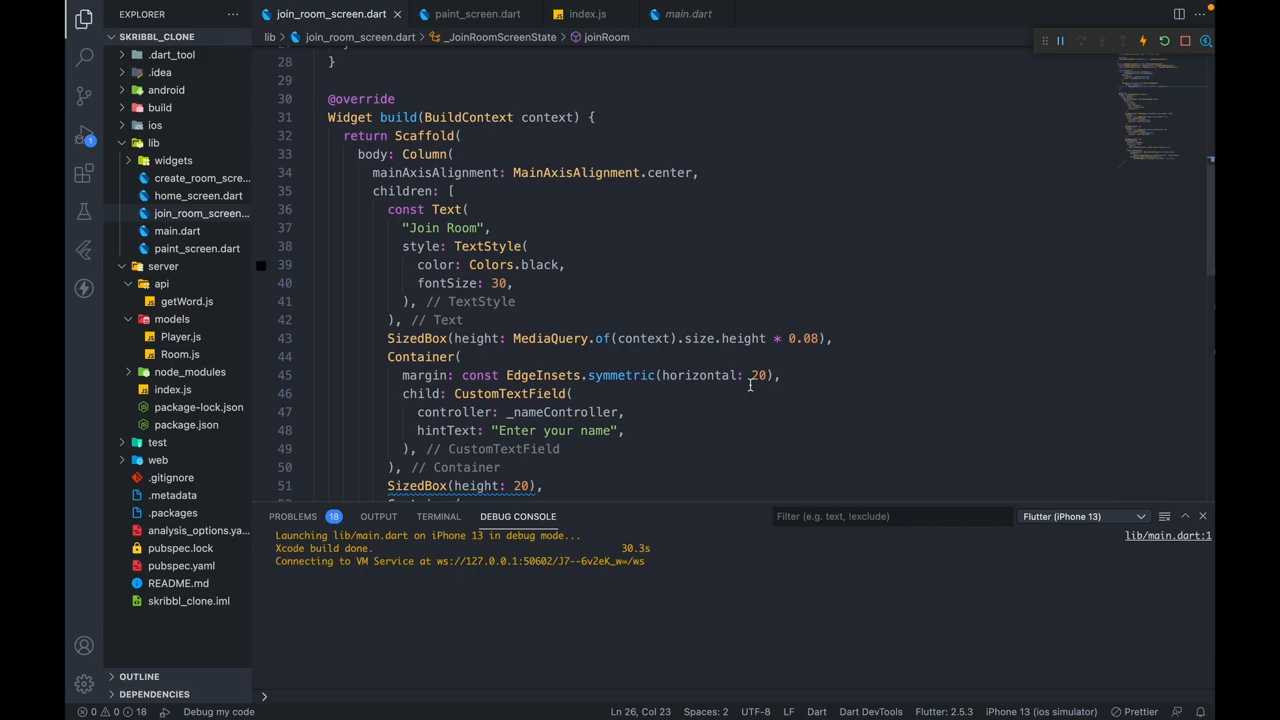 EXPLORER
join_room_screen.dart
paint_screen.dart
index.js
main.dart
SKRIBBL_CLONE
lib > join_room_screen.dart > _JoinRoomScreenState > joinRoom
.dart_tool
.idea
android
build
ios
lib
widgets
create_room_scre...
home_screen.dart
join_room_screen...
main.dart
paint_screen.dart
server
api
getWord.js
models
Player.js
Room.js
node_modules
index.js
package-lock.json
package.json
test
web
.gitignore
.metadata
.packages
analysis_options.ya...
pubspec.lock
pubspec.yaml
README.md
skribbl_clone.iml
OUTLINE
DEPENDENCIES
28 }
29
30 @override
31 Widget build(BuildContext context) {
32 return Scaffold(
33 body: Column(
34 mainAxisAlignment: MainAxisAlignment.center,
35 children: [
36 const Text(
37 "Join Room",
38 style: TextStyle(
39 color: Colors.black,
40 fontSize: 30,
41 ), // TextStyle
42 ), // Text
43 SizedBox(height: MediaQuery.of(context).size.height * 0.08),
44 Container(
45 margin: const EdgeInsets.symmetric(horizontal: 20),
46 child: CustomTextField(
47 controller: _nameController,
48 hintText: "Enter your name",
49 ), // CustomTextField
50 ), // Container
51 SizedBox(height: 20),
PROBLEMS 18 OUTPUT TERMINAL DEBUG CONSOLE
Filter (e.g. text, !exclude)
Flutter (iPhone 13)
Launching lib/main.dart on iPhone 13 in debug mode...
lib/main.dart:1
Xcode build done. 30.3s
Connecting to VM Service at ws://127.0.0.1:50602/J7--6v2eK_w=/ws
0 0 18 Debug my code
Ln 26, Col 23 Spaces: 2 UTF-8 LF Dart Dart DevTools Flutter: 2.5.3 iPhone 13 (ios simulator) Prettier